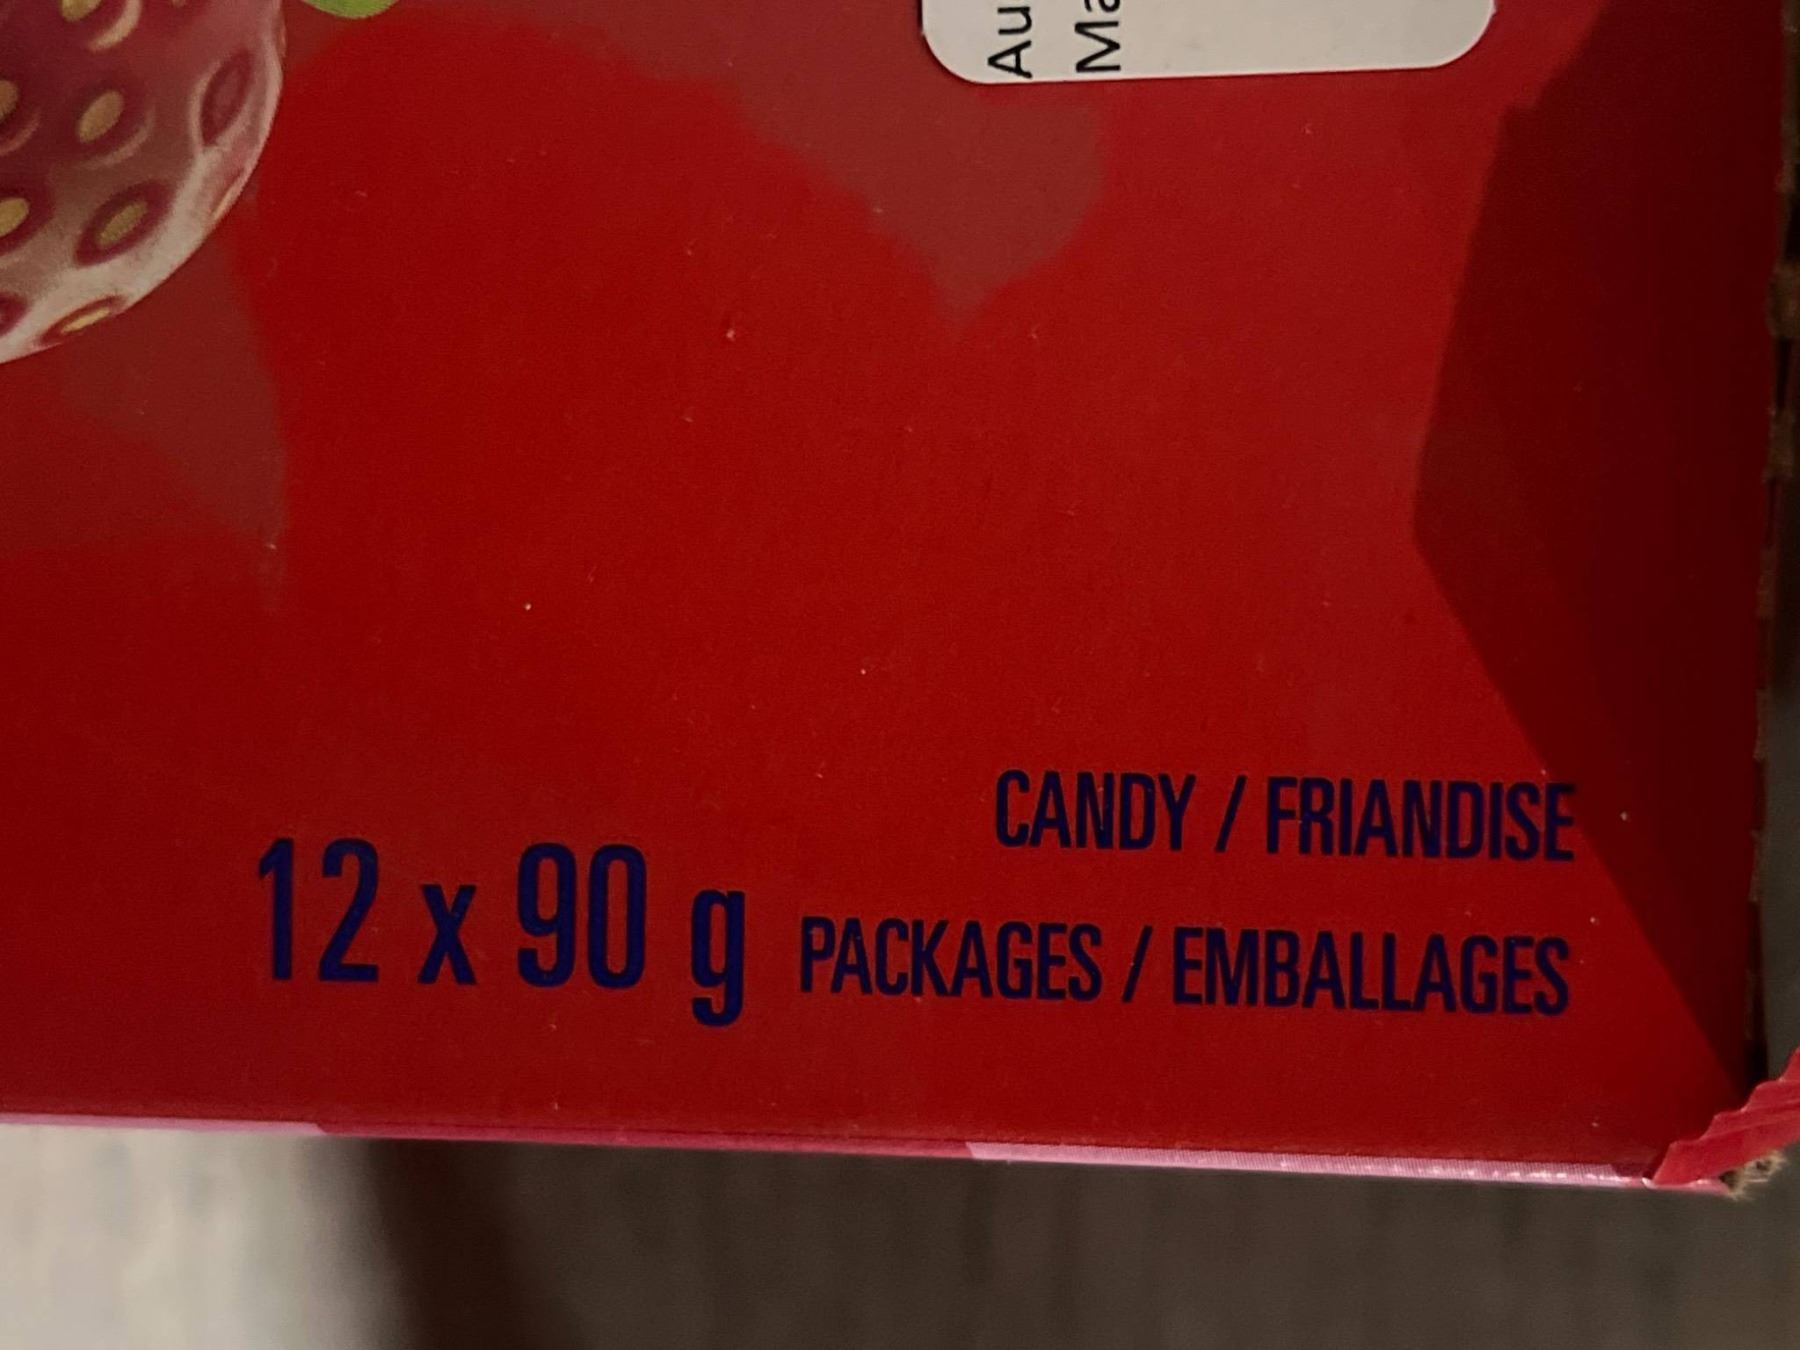 CANDY / FRIANDISE
12 x 90 g PACKAGES / EMBALLAGES